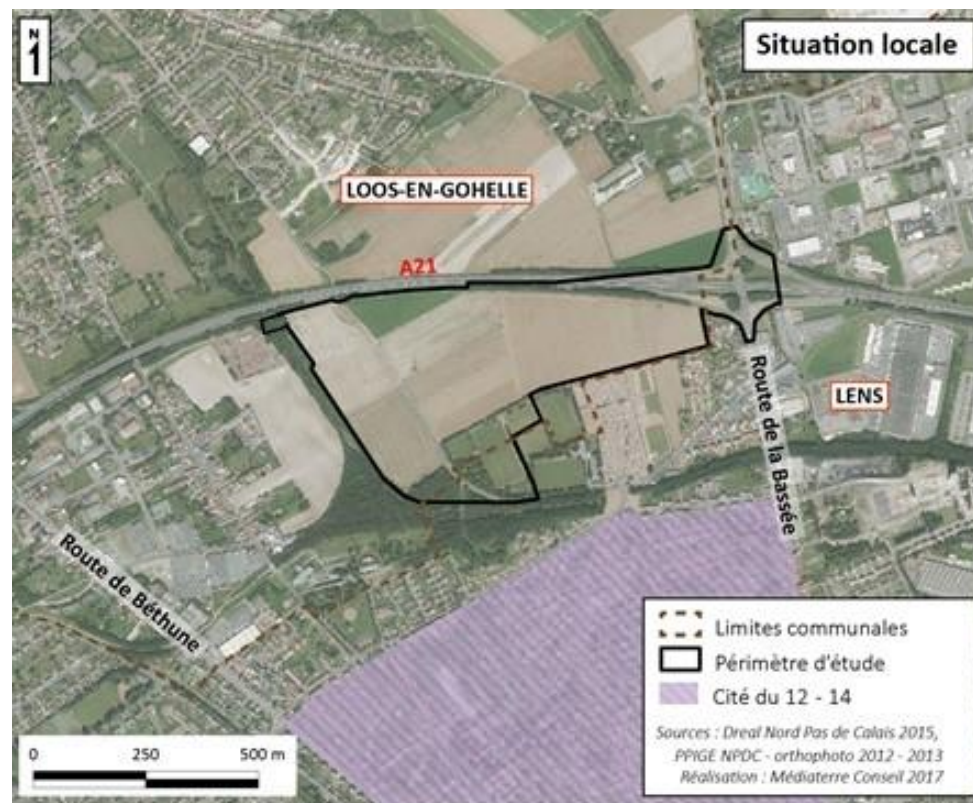 N
1
Situation locale
LOOS-EN-GOHELLE
A21
Route de la Bassée
LENS
Route de Béthune
Limites communales
Périmètre d'étude
Cité du 12 - 14
Sources : Dreal Nord Pas de Calais 2015,
PPIGE NPDC - orthophoto 2012 - 2013
Réalisation : Médiaterre Conseil 2017
0 250 500 m